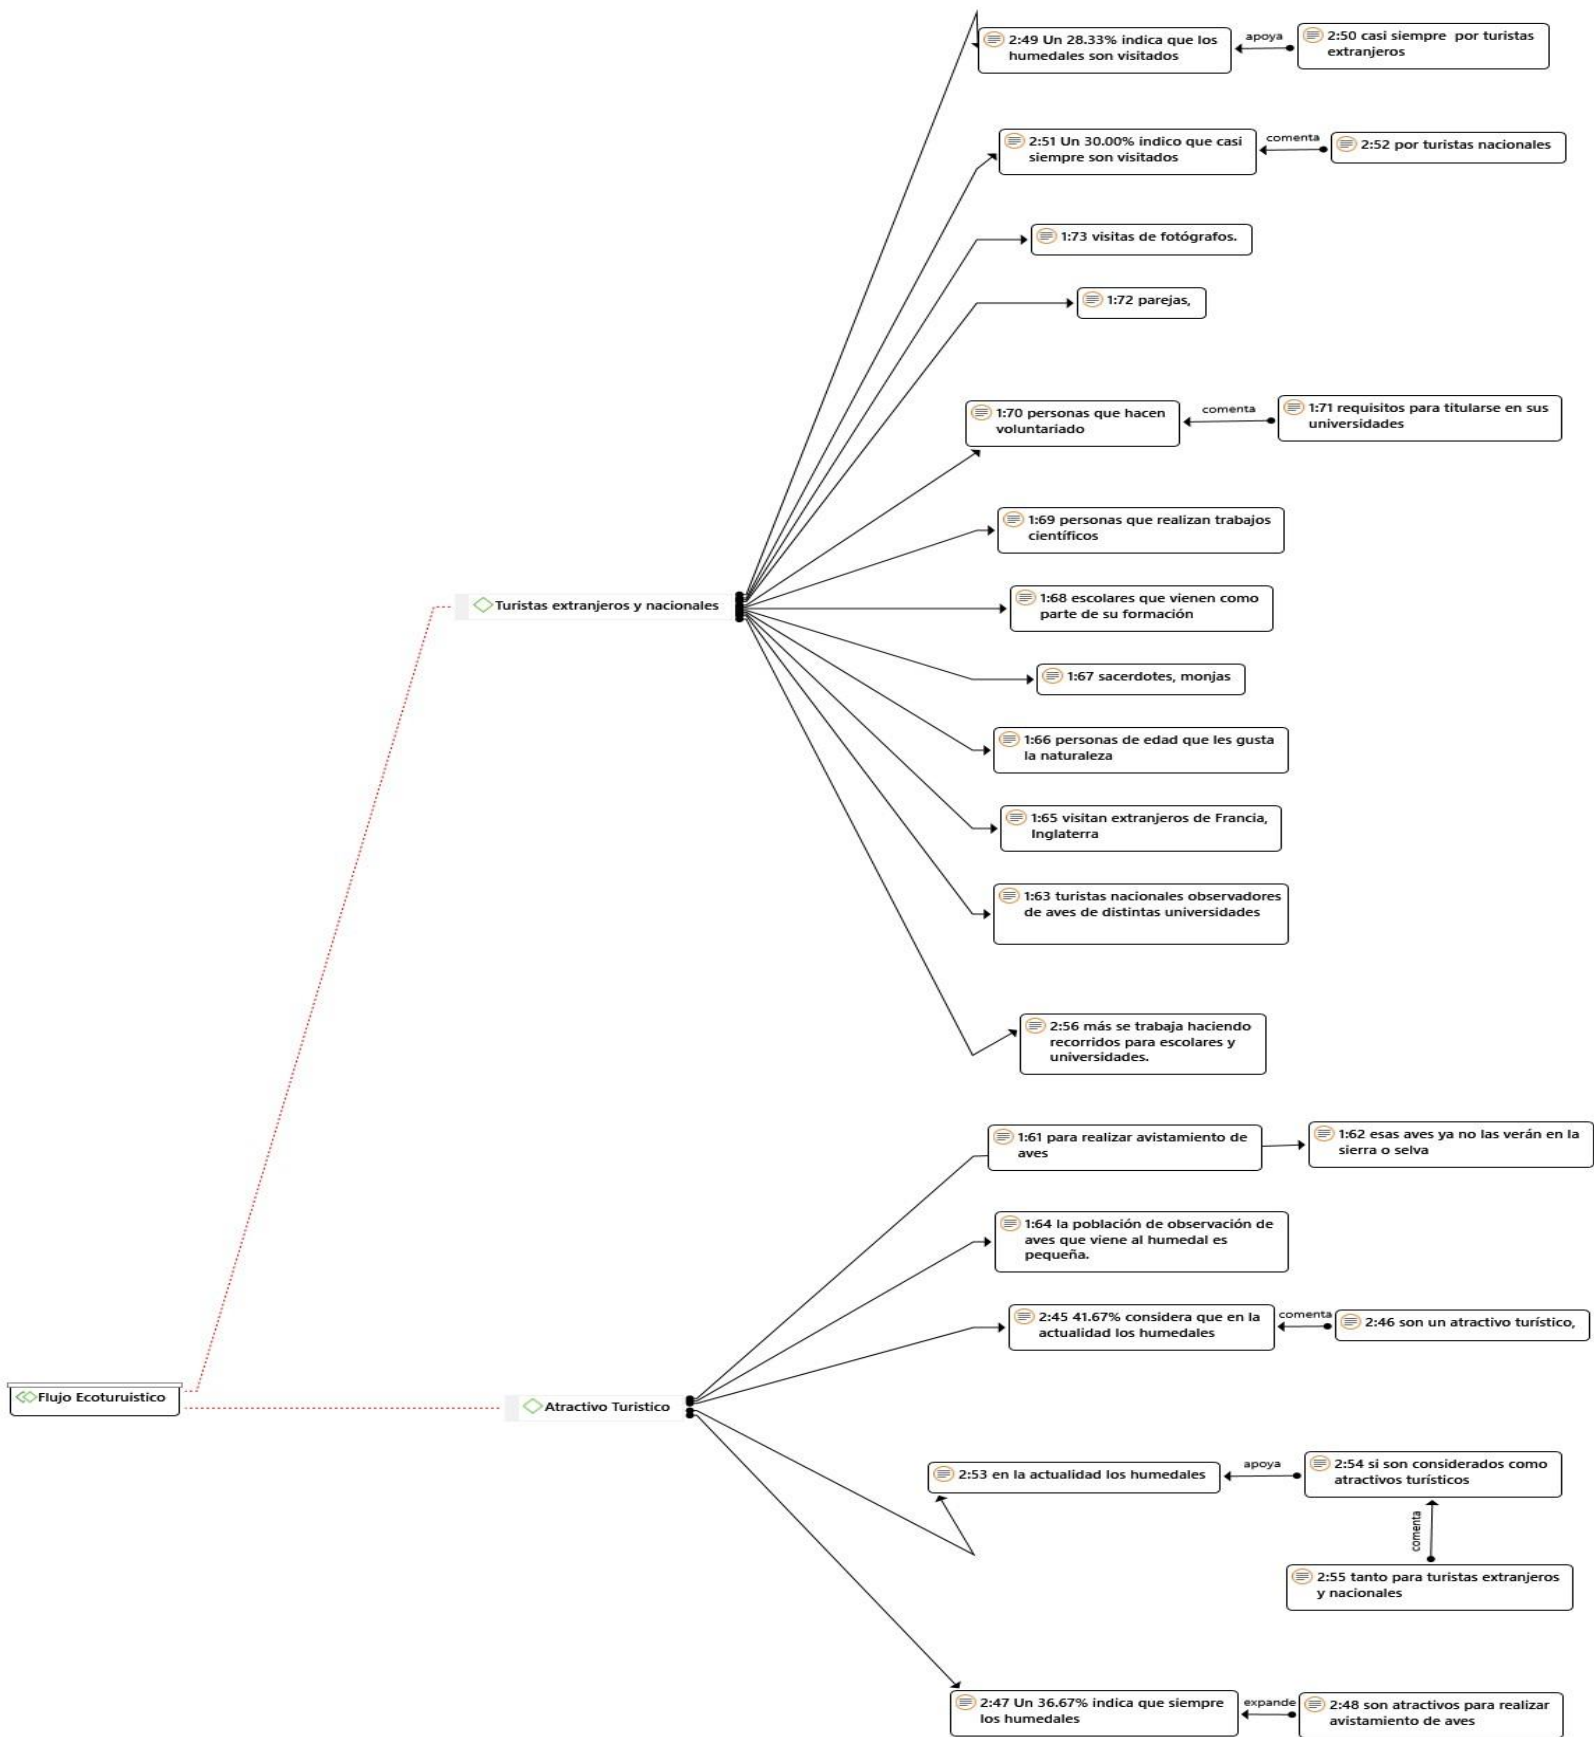 2:49 Un 28.33% indica que los
humedales son visitados
apoya
2:50 casi siempre por turistas
extranjeros
2:51 Un 30.00% indico que casi
siempre son visitados
comenta
2:52 por turistas nacionales
1:73 visitas de fotógrafos.
1:72 parejas,
1:70 personas que hacen
voluntariado
comenta
1:71 requisitos para titularse en sus
universidades
1:69 personas que realizan trabajos
científicos
1:68 escolares que vienen como
parte de su formación
Turistas extranjeros y nacionales
1:67 sacerdotes, monjas
1:66 personas de edad que les gusta
la naturaleza
1:65 visitan extranjeros de Francia,
Inglaterra
1:63 turistas nacionales observadores
de aves de distintas universidades
2:56 más se trabaja haciendo
recorridos para escolares y
universidades.
1:61 para realizar avistamiento de
aves
1:62 esas aves ya no las verán en la
sierra o selva
1:64 la población de observación de
aves que viene al humedal es
pequeña.
2:45 41.67% considera que en la
actualidad los humedales
comenta
2:46 son un atractivo turístico,
Flujo Ecoturuistico
Atractivo Turistico
2:53 en la actualidad los humedales
apoya
2:54 si son considerados como
atractivos turísticos
comenta
2:55 tanto para turistas extranjeros
y nacionales
2:47 Un 36.67% indica que siempre
los humedales
expande
2:48 son atractivos para realizar
avistamiento de aves